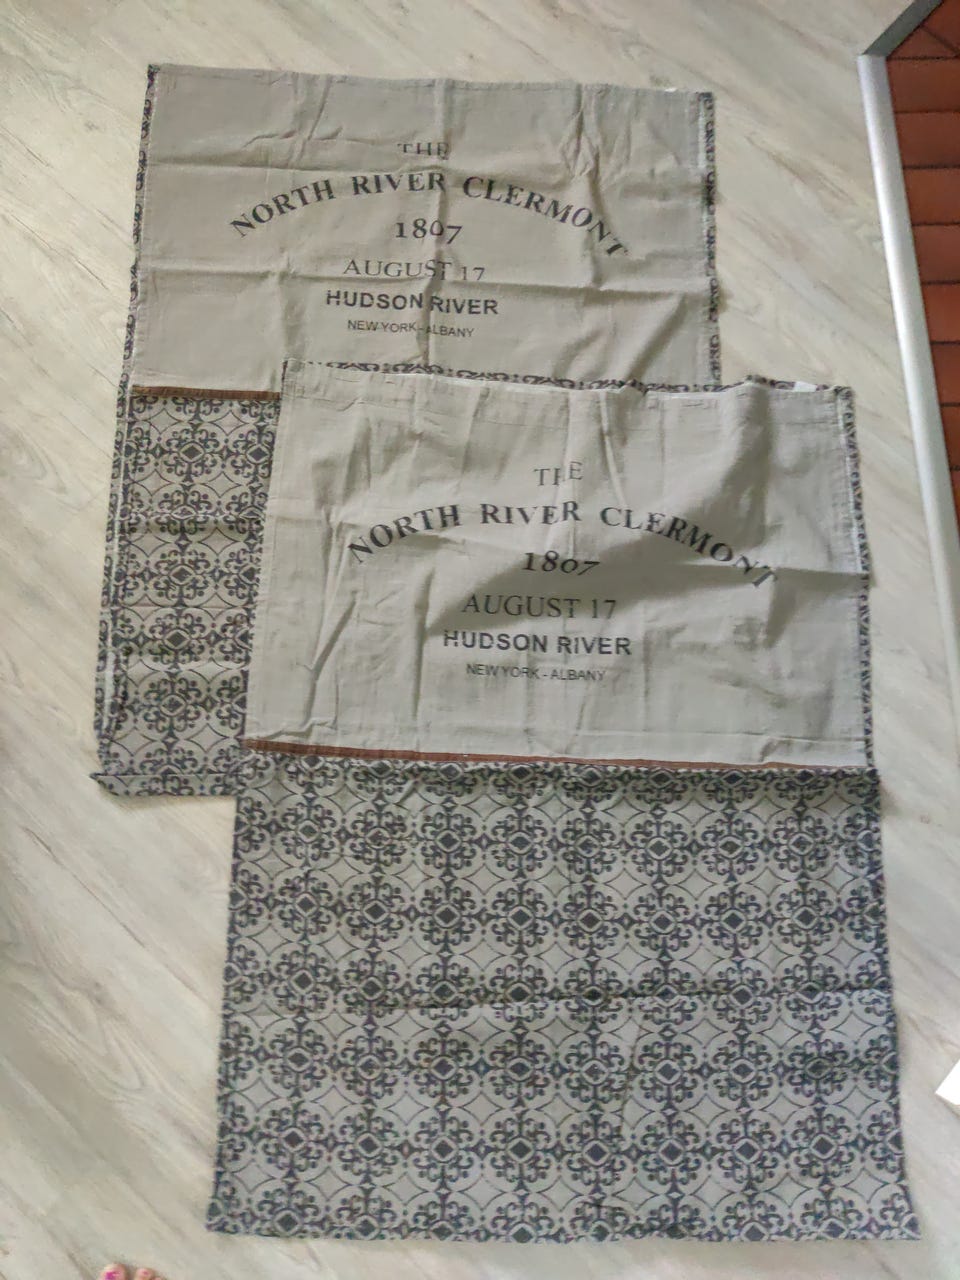 THE
NORTH RIVER CLERMONT
1807
AUGUST 17
HUDSON RIVER
NEW YORK - ALBANY
THE
NORTH RIVER CLERMONT
1807
AUGUST 17
HUDSON RIVER
NEW YORK - ALBANY